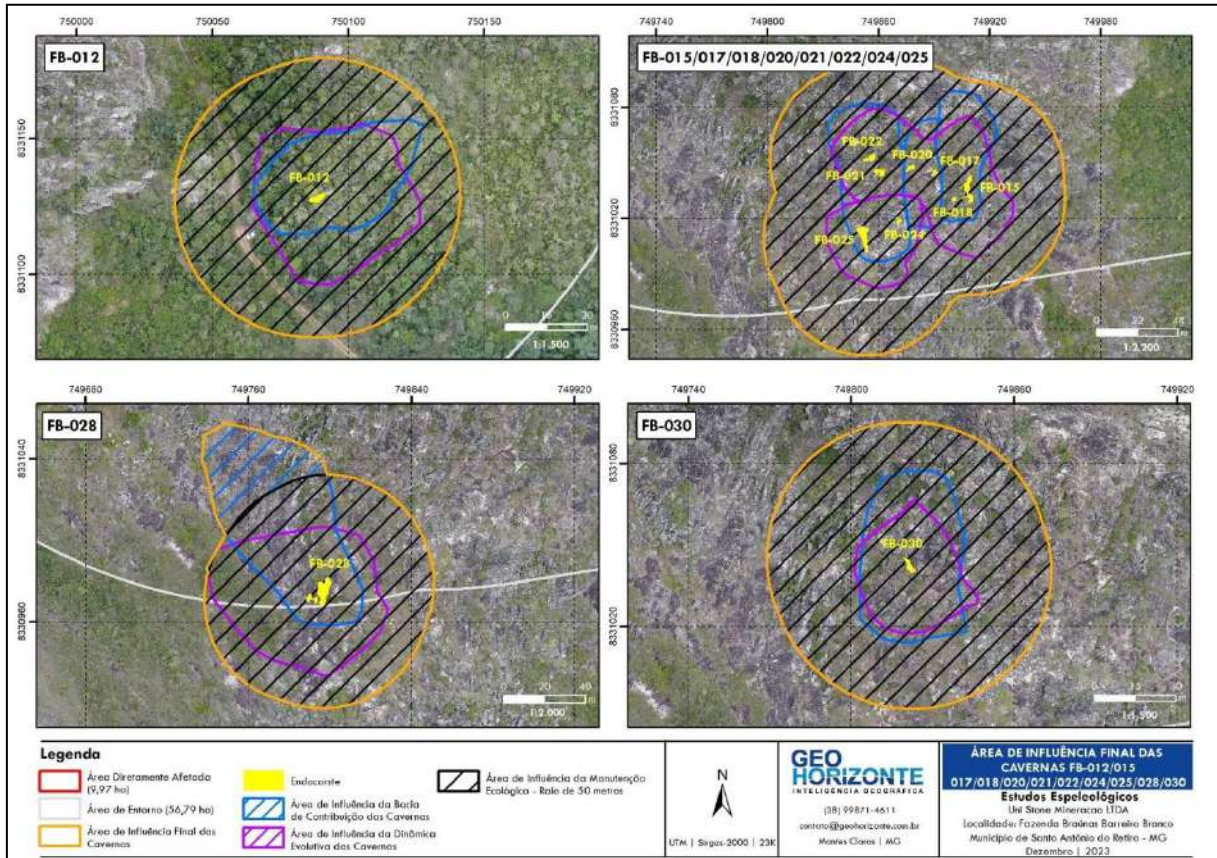 750000 750050 750100 750150
8331150
8331100
FB-012
FB-012
30
m
1:1.500
749740 749800 749860 749920 749980
8331080
8331020
8330960
FB-015/017/018/020/021/022/024/025
FB-022
FB-020
FB-017
FB-021
FB-015
FB-018
FB-024
FB-025
0 22 44
m
1:2.200
749680 749760 749840 749920
8331040
8330960
FB-028
FB-028
40
m
1:2.000
749740 749800 749860 749920
8331080
8331020
FB-030
FB-030
m
1:1.500
Legenda
Área Diretamente Afetada
(9,97 ha)
Área de Entorno (56,79 ha)
Área de Influência Final das
Cavernas
Endocarste
Área de Influência da Bacia
de Contribuição das Cavernas
Área de Influência da Dinâmica
Evolutiva das Cavernas
Área de Influência da Manutenção
Ecológica - Raio de 50 metros
N
UTM | Sirgas-2000 | 23K
GEO
HORIZONTE
INTELIGÊNCIA GEOGRÁFICA
(38) 99871-4611
contato@geohorizonte.com.br
Montes Claros | MG
ÁREA DE INFLUÊNCIA FINAL DAS
CAVERNAS FB-012/015
017/018/020/021/022/024/025/028/030
Estudos Espeleológicos
Uni Stone Mineracao LTDA
Localidade: Fazenda Braúnas Barreiro Branco
Município de Santo Antônio do Retiro - MG
Dezembro | 2023